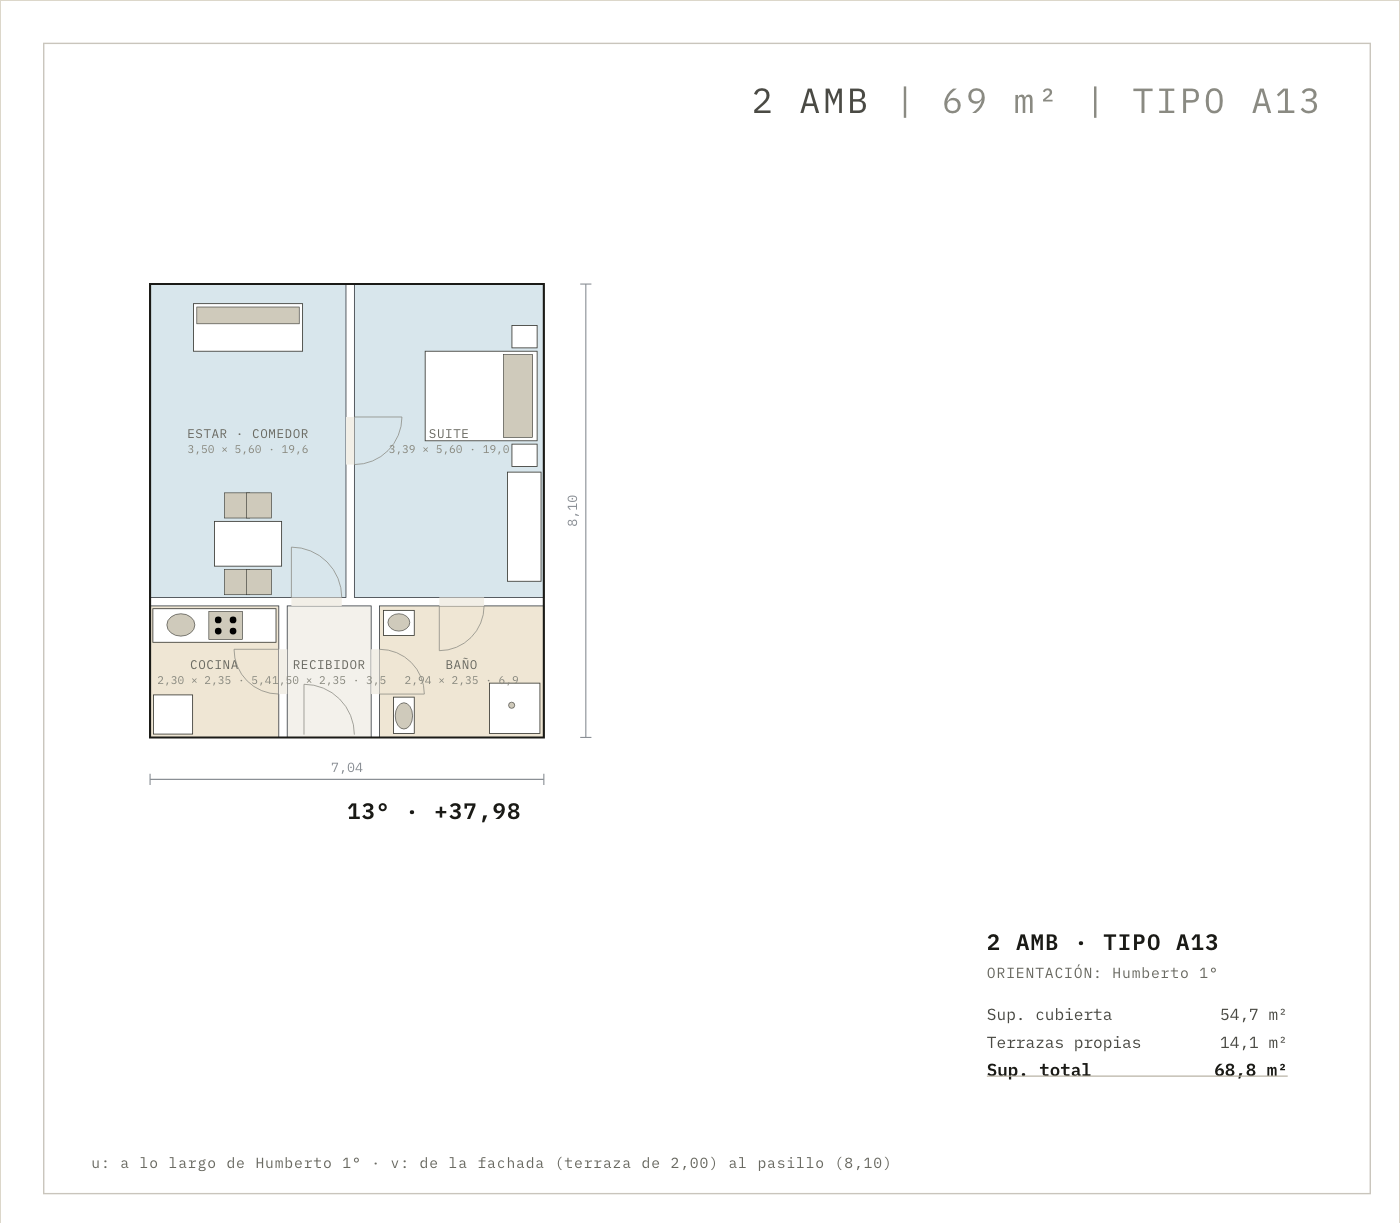 2 AMB | 69 m² | TIPO A13
ESTAR · COMEDOR
3,50 × 5,60 · 19,6
SUITE
3,39 × 5,60 · 19,0
8,10
COCINA
2,30 × 2,35 · 5,4
RECIBIDOR
1,50 × 2,35 · 3,5
BAÑO
2,94 × 2,35 · 6,9
7,04
13° · +37,98
2 AMB · TIPO A13
ORIENTACIÓN: Humberto 1°
Sup. cubierta 54,7 m²
Terrazas propias 14,1 m²
Sup. total 68,8 m²
u: a lo largo de Humberto 1° · v: de la fachada (terraza de 2,00) al pasillo (8,10)